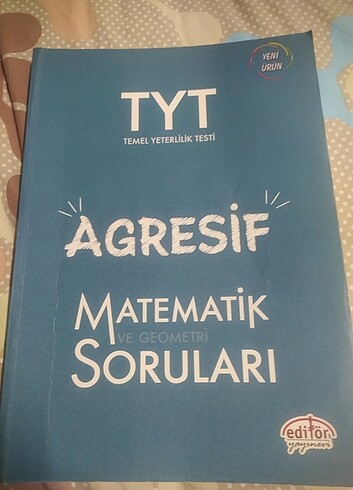 YENİ
ÜRÜN
TYT
TEMEL YETERLİLİK TESTİ
AGRESİF
MATEMATİK
VE GEOMETRİ
SORULARI
editör
yayınevi